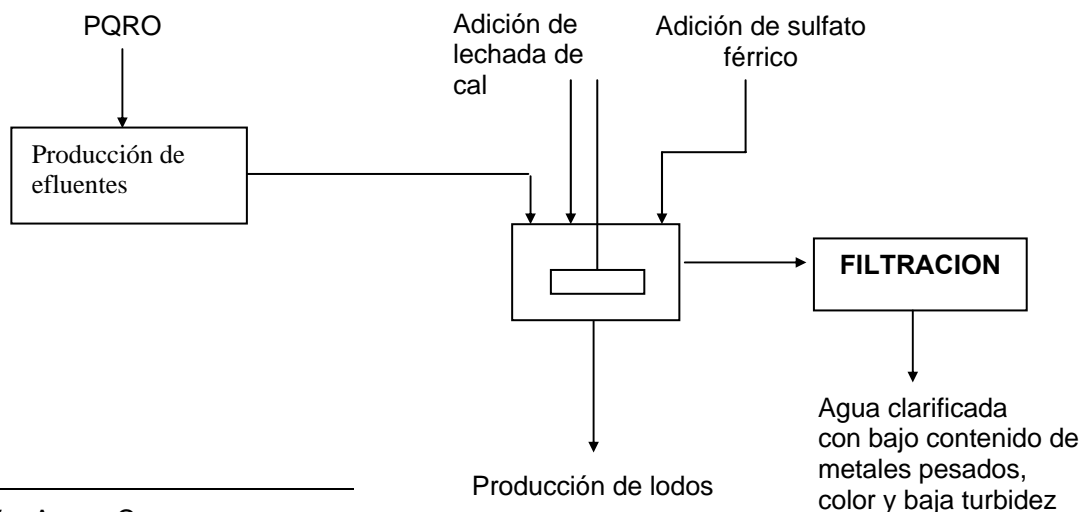 PQRO
Adición de
lechada de
cal
Adición de sulfato
férrico
Producción de
efluentes
FILTRACION
Agua clarificada
con bajo contenido de
metales pesados,
color y baja turbidez
Producción de lodos